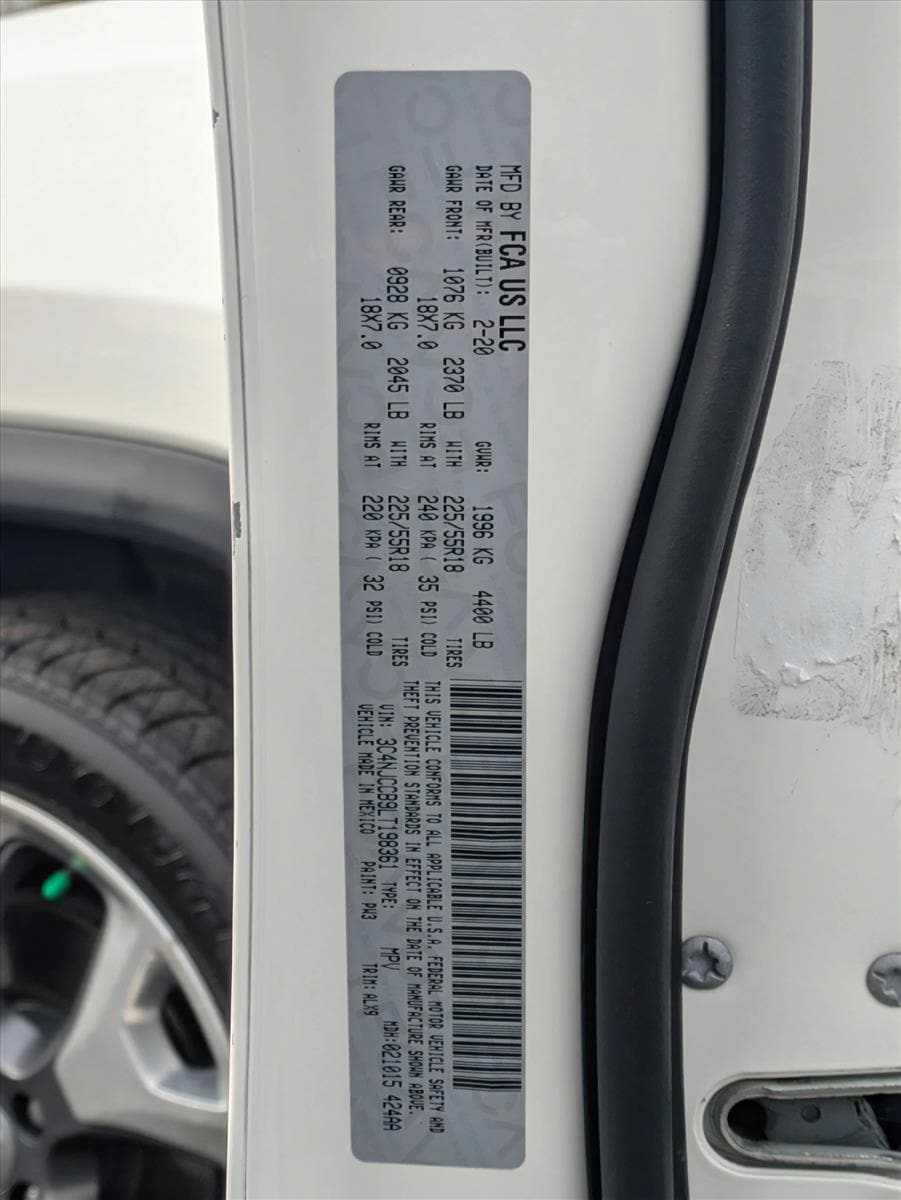 MFD BY FCA US LLC
DATE OF MFR(BUILT): 2-20 GVWR: 1996 KG 4400 LB
GAWR FRONT: 1076 KG 2370 LB WITH 225/55R18 TIRES
18X7.0 RIMS AT 240 KPA ( 35 PSI) COLD
GAWR REAR: 0928 KG 2045 LB WITH 225/55R18 TIRES
18X7.0 RIMS AT 220 KPA ( 32 PSI) COLD
THIS VEHICLE CONFORMS TO ALL APPLICABLE U.S.A. FEDERAL MOTOR VEHICLE SAFETY AND
THEFT PREVENTION STANDARDS IN EFFECT ON THE DATE OF MANUFACTURE SHOWN ABOVE.
VIN: 3C4NJCCB9LT198361 TYPE: MPV MDH:021015 424AA
VEHICLE MADE IN MEXICO PAINT: PW3 TRIM:ALX9